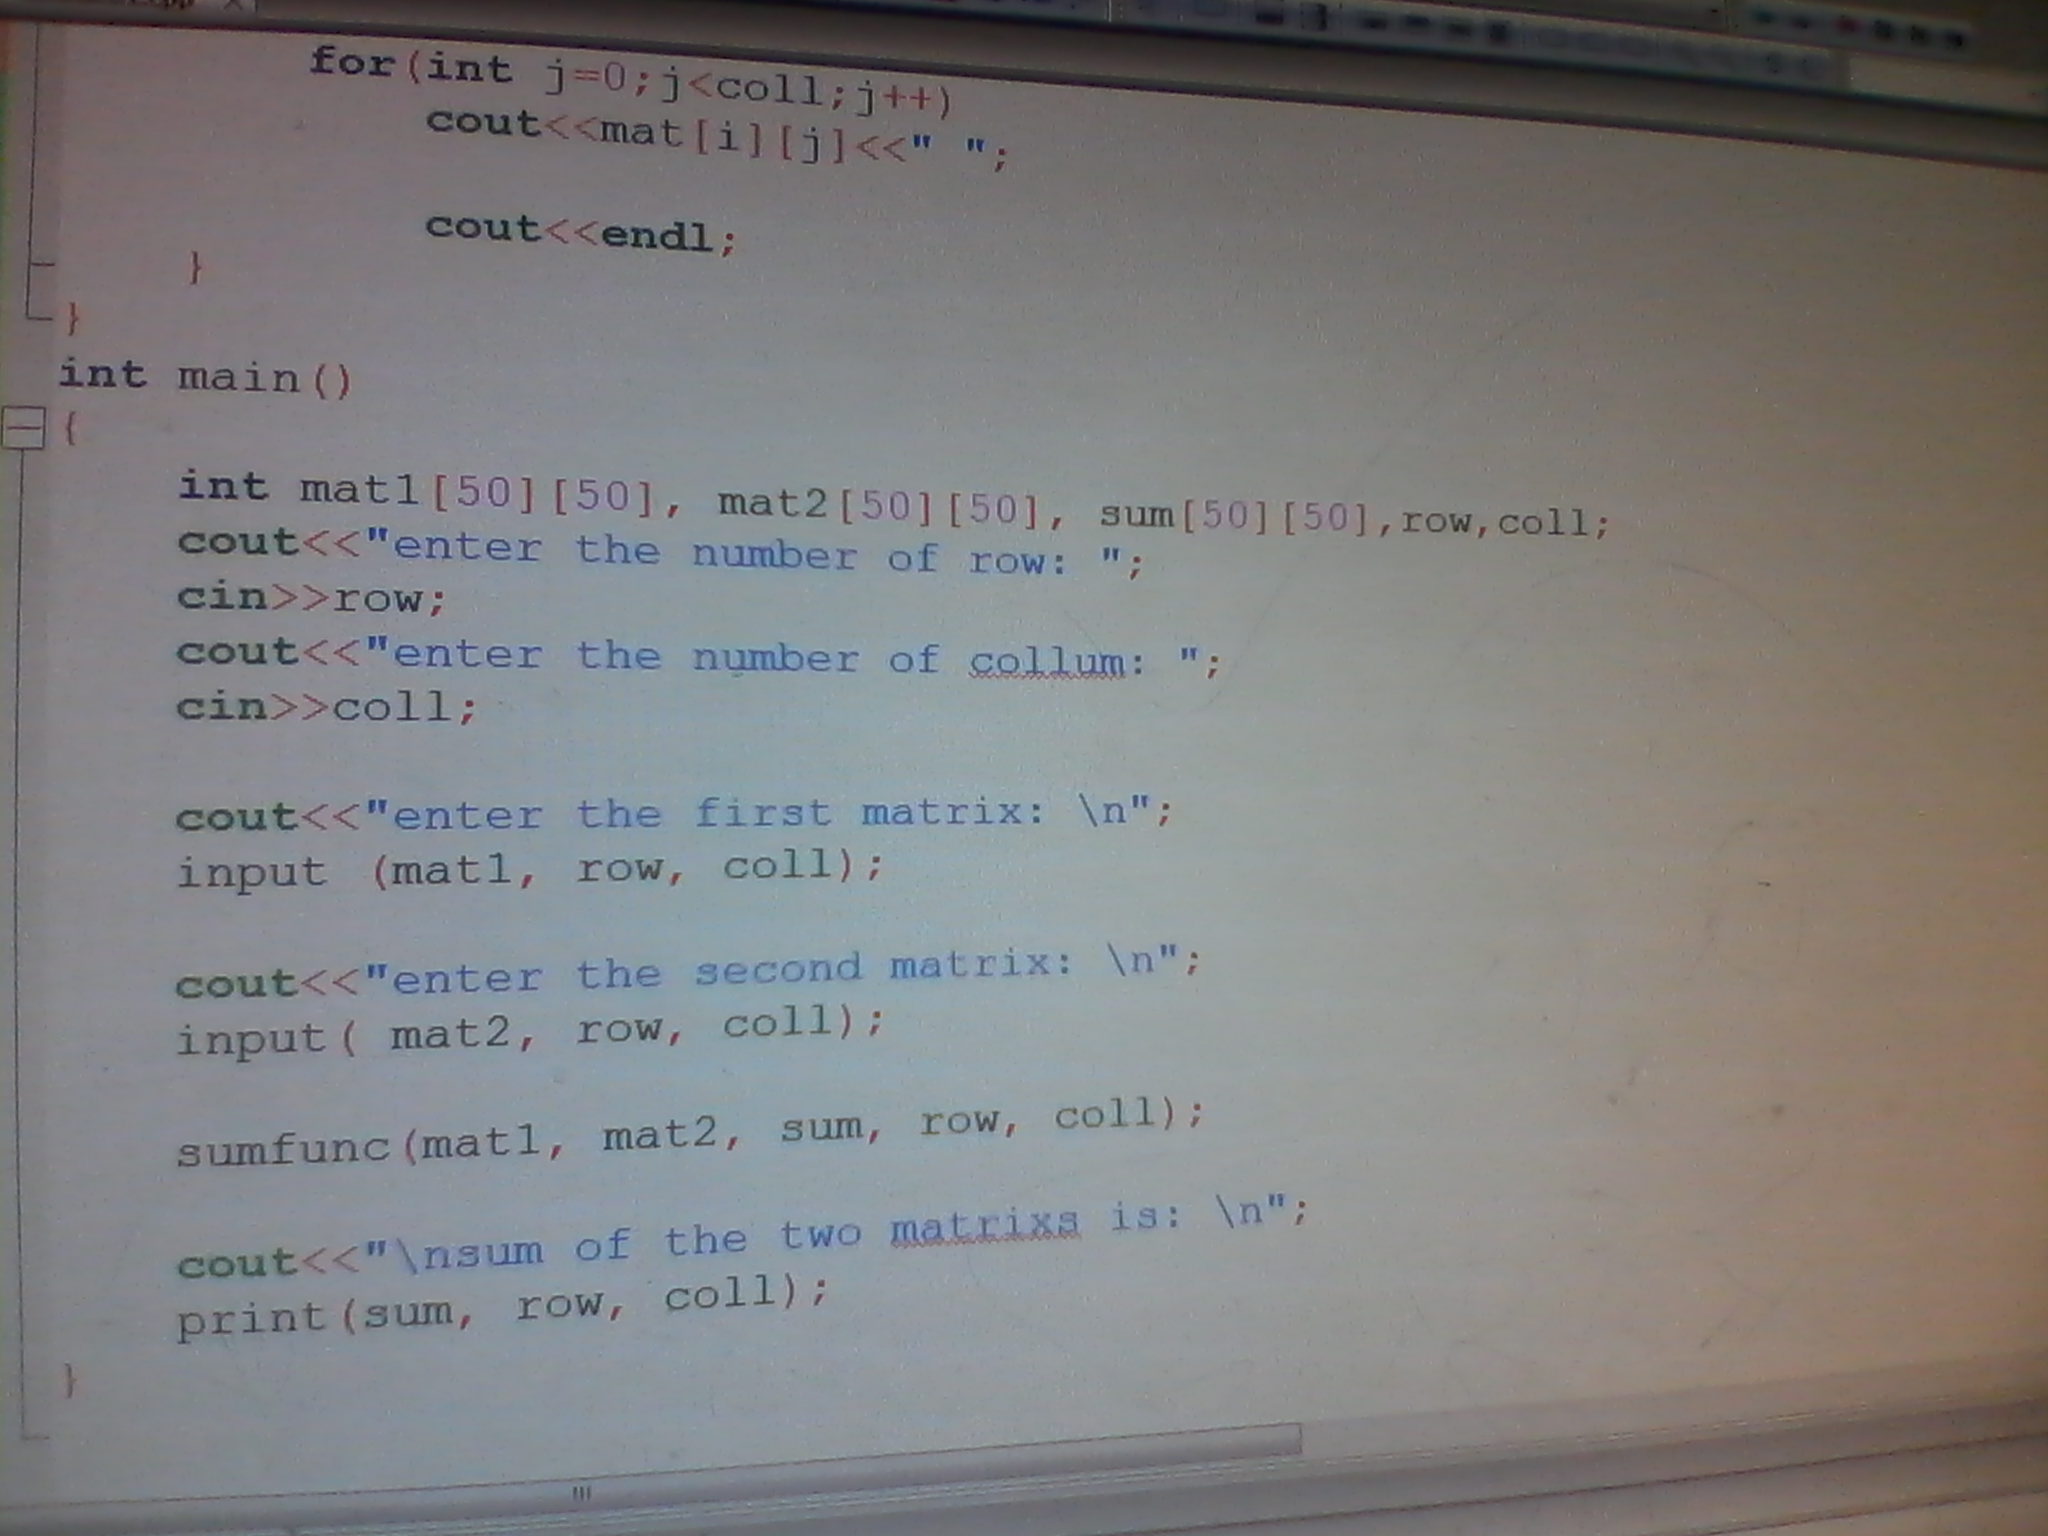 for(int j=0;j<coll;j++)
cout<<mat[i][j]<<" ";
cout<<endl;
}
}
int main()
{
int mat1[50][50], mat2[50][50], sum[50][50],row,coll;
cout<<"enter the number of row: ";
cin>>row;
cout<<"enter the number of collum: ";
cin>>coll;
cout<<"enter the first matrix: \n";
input (mat1, row, coll);
cout<<"enter the second matrix: \n";
input( mat2, row, coll);
sumfunc(mat1, mat2, sum, row, coll);
cout<<"\nsum of the two matrixs is: \n";
print(sum, row, coll);
}